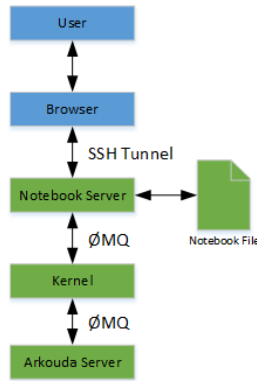 User
Browser
SSH Tunnel
Notebook Server
Notebook File
ØMQ
Kernel
ØMQ
Arkouda Server